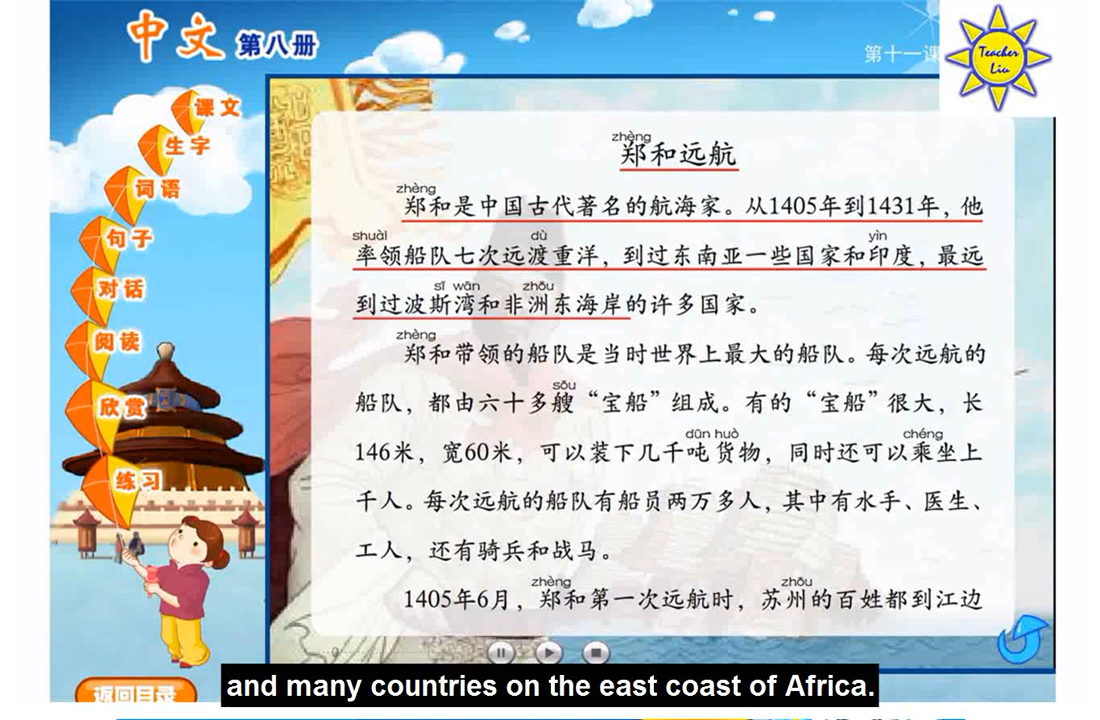 中文 第八册
第十一课
Teacher
Liu
课文
生字
词语
句子
对话
阅读
欣赏
练习
返回目录
zhèng
郑和远航
zhèng
郑和是中国古代著名的航海家。从1405年到1431年，他
shuài dù yìn
率领船队七次远渡重洋，到过东南亚一些国家和印度，最远
sī wān zhōu
到过波斯湾和非洲东海岸的许多国家。
zhèng
郑和带领的船队是当时世界上最大的船队。每次远航的
sōu
船队，都由六十多艘“宝船”组成。有的“宝船”很大，长
dūn huò chéng
146米，宽60米，可以装下几千吨货物，同时还可以乘坐上
千人。每次远航的船队有船员两万多人，其中有水手、医生、
工人，还有骑兵和战马。
zhèng zhōu
1405年6月，郑和第一次远航时，苏州的百姓都到江边
and many countries on the east coast of Africa.